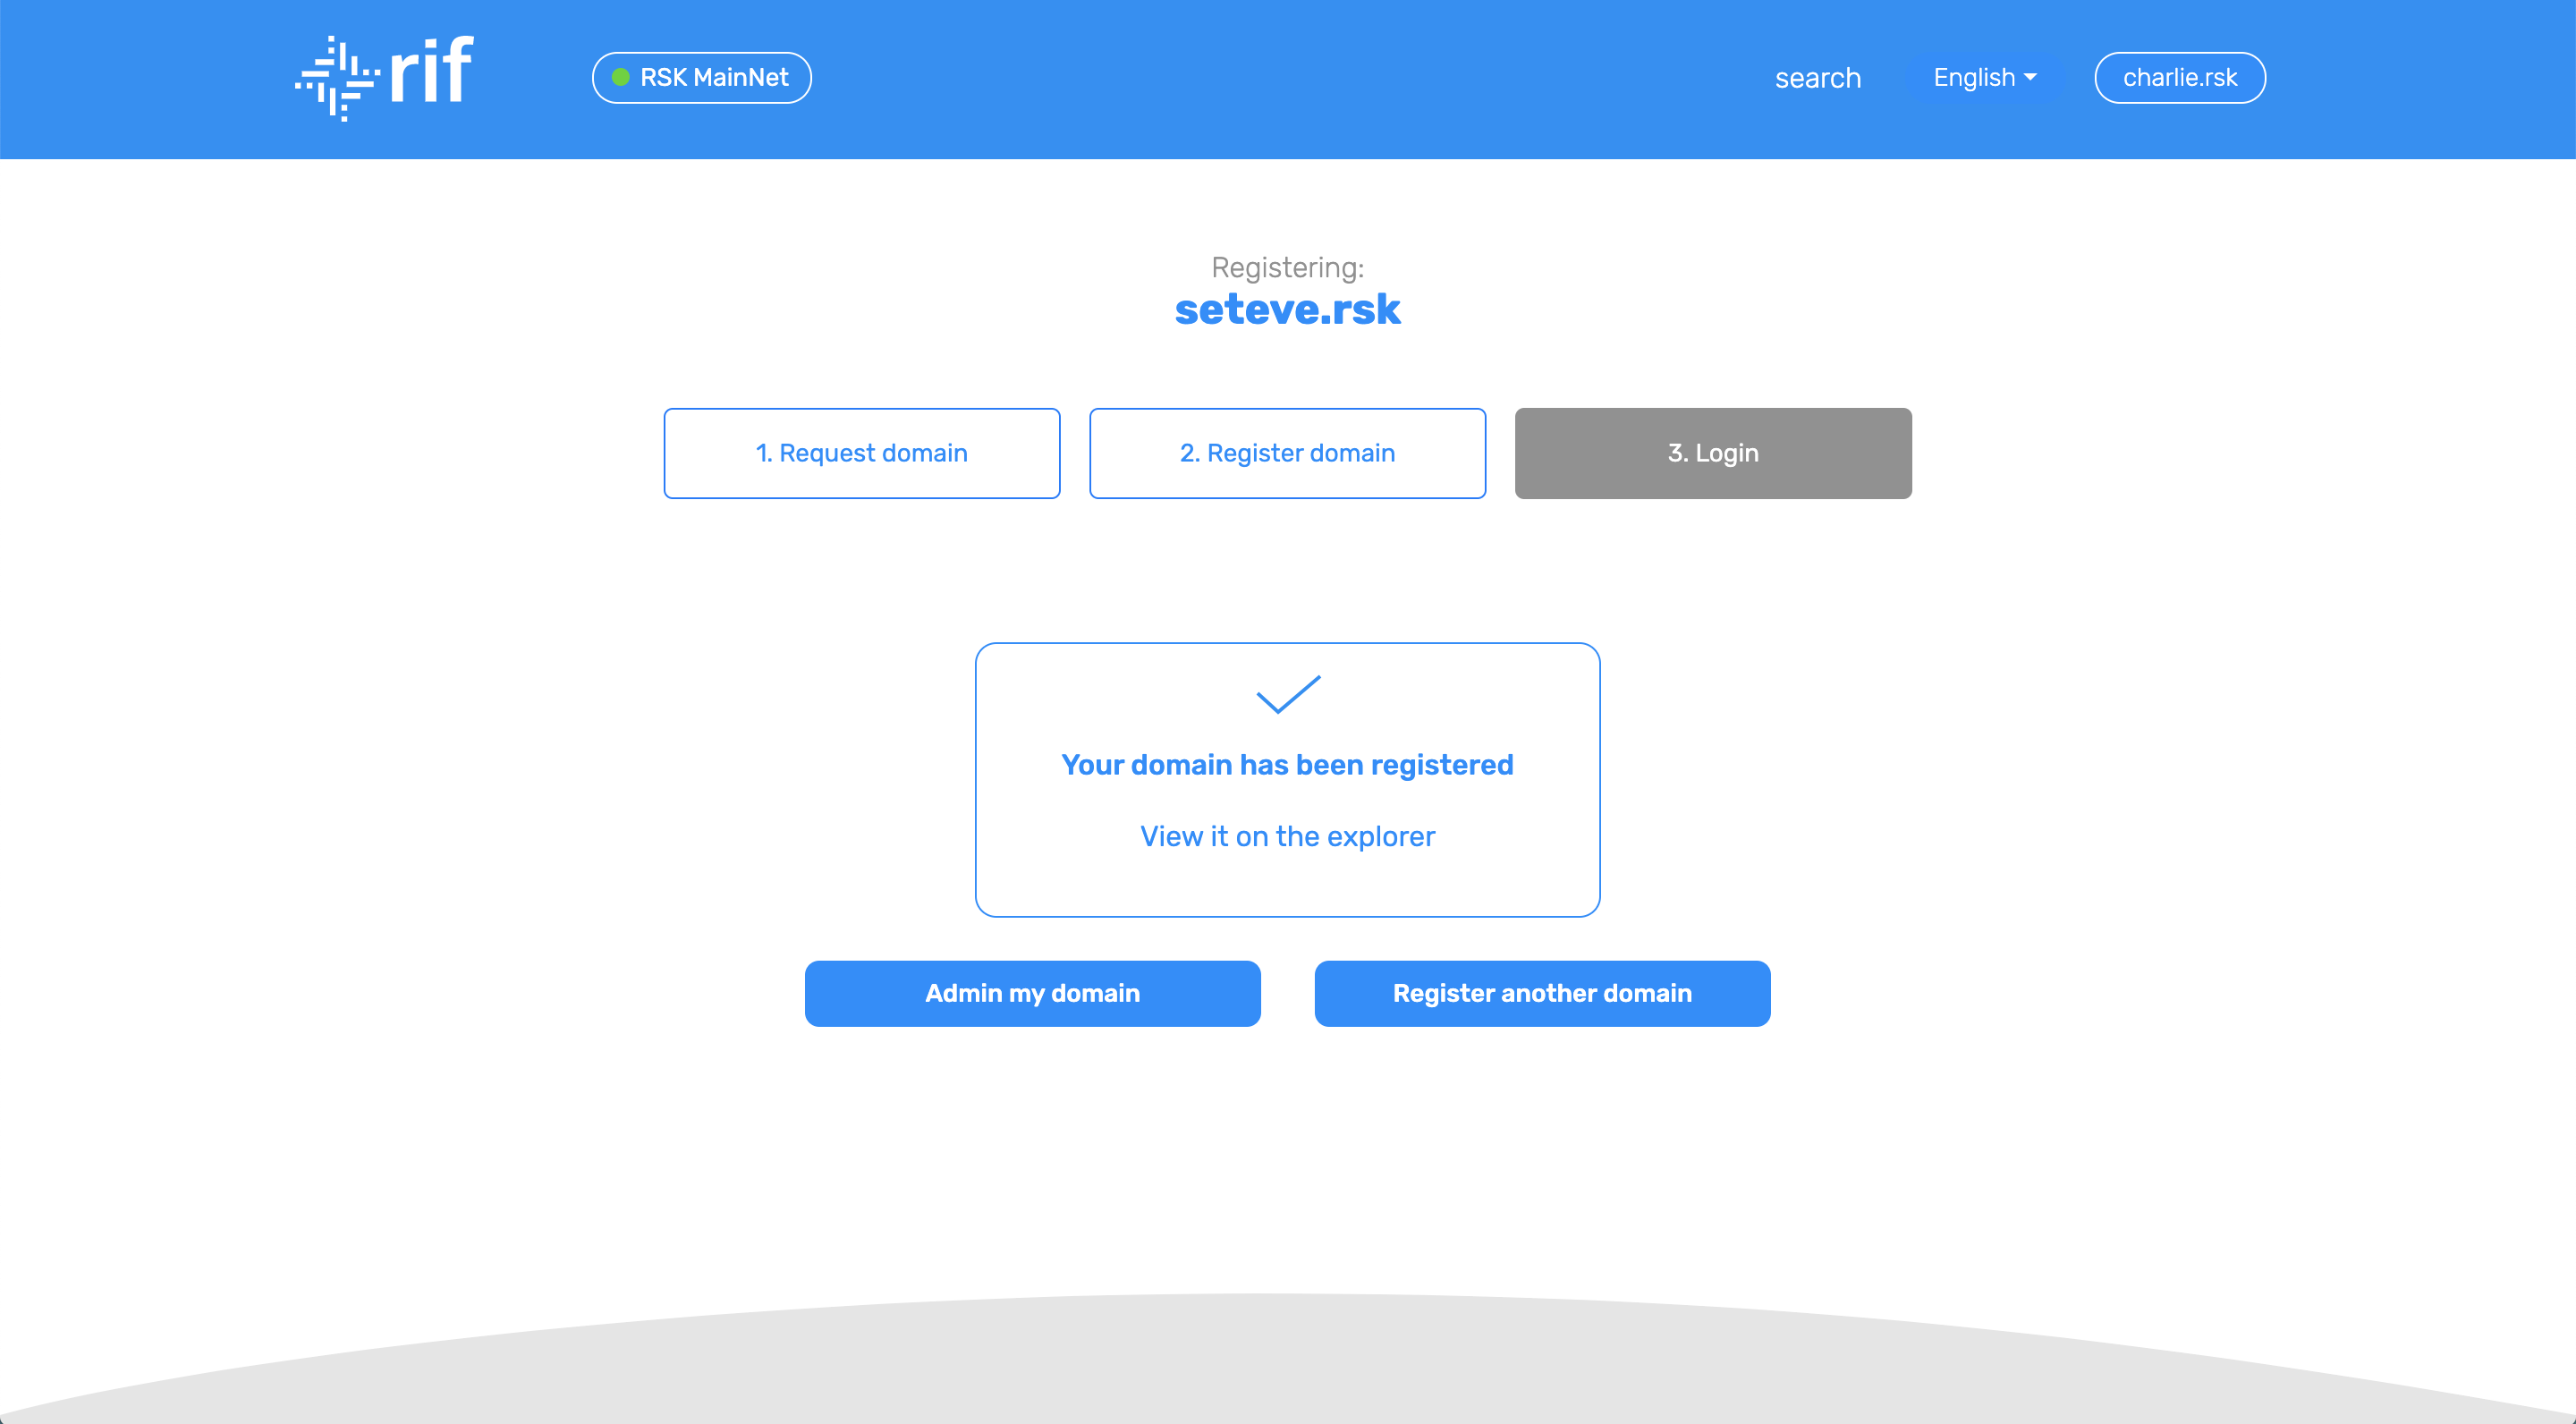 rif
RSK MainNet
search
English
charlie.rsk
Registering:
seteve.rsk
1. Request domain
2. Register domain
3. Login
Your domain has been registered
View it on the explorer
Admin my domain
Register another domain